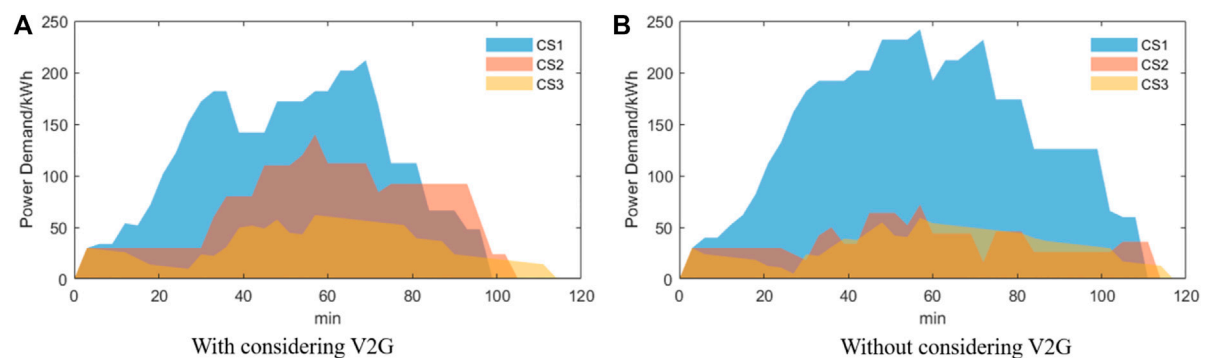 A
Power Demand/kWh
250
200
150
100
50
0
0 20 40 60 80 100 120
min
CS1
CS2
CS3
With considering V2G
B
Power Demand/kWh
250
200
150
100
50
0
0 20 40 60 80 100 120
min
CS1
CS2
CS3
Without considering V2G